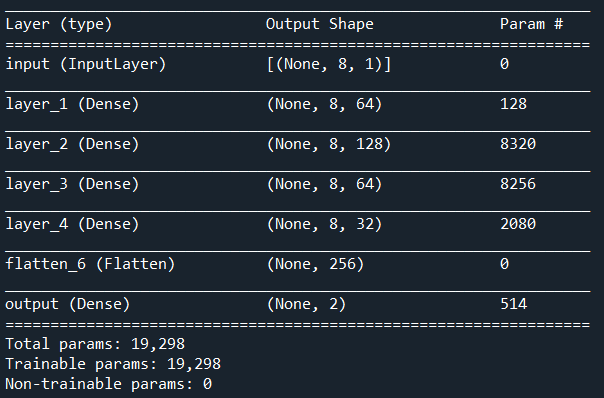 Layer (type) Output Shape Param #
=================================================================
input (InputLayer) [(None, 8, 1)] 0
layer_1 (Dense) (None, 8, 64) 128
layer_2 (Dense) (None, 8, 128) 8320
layer_3 (Dense) (None, 8, 64) 8256
layer_4 (Dense) (None, 8, 32) 2080
flatten_6 (Flatten) (None, 256) 0
output (Dense) (None, 2) 514
=================================================================
Total params: 19,298
Trainable params: 19,298
Non-trainable params: 0